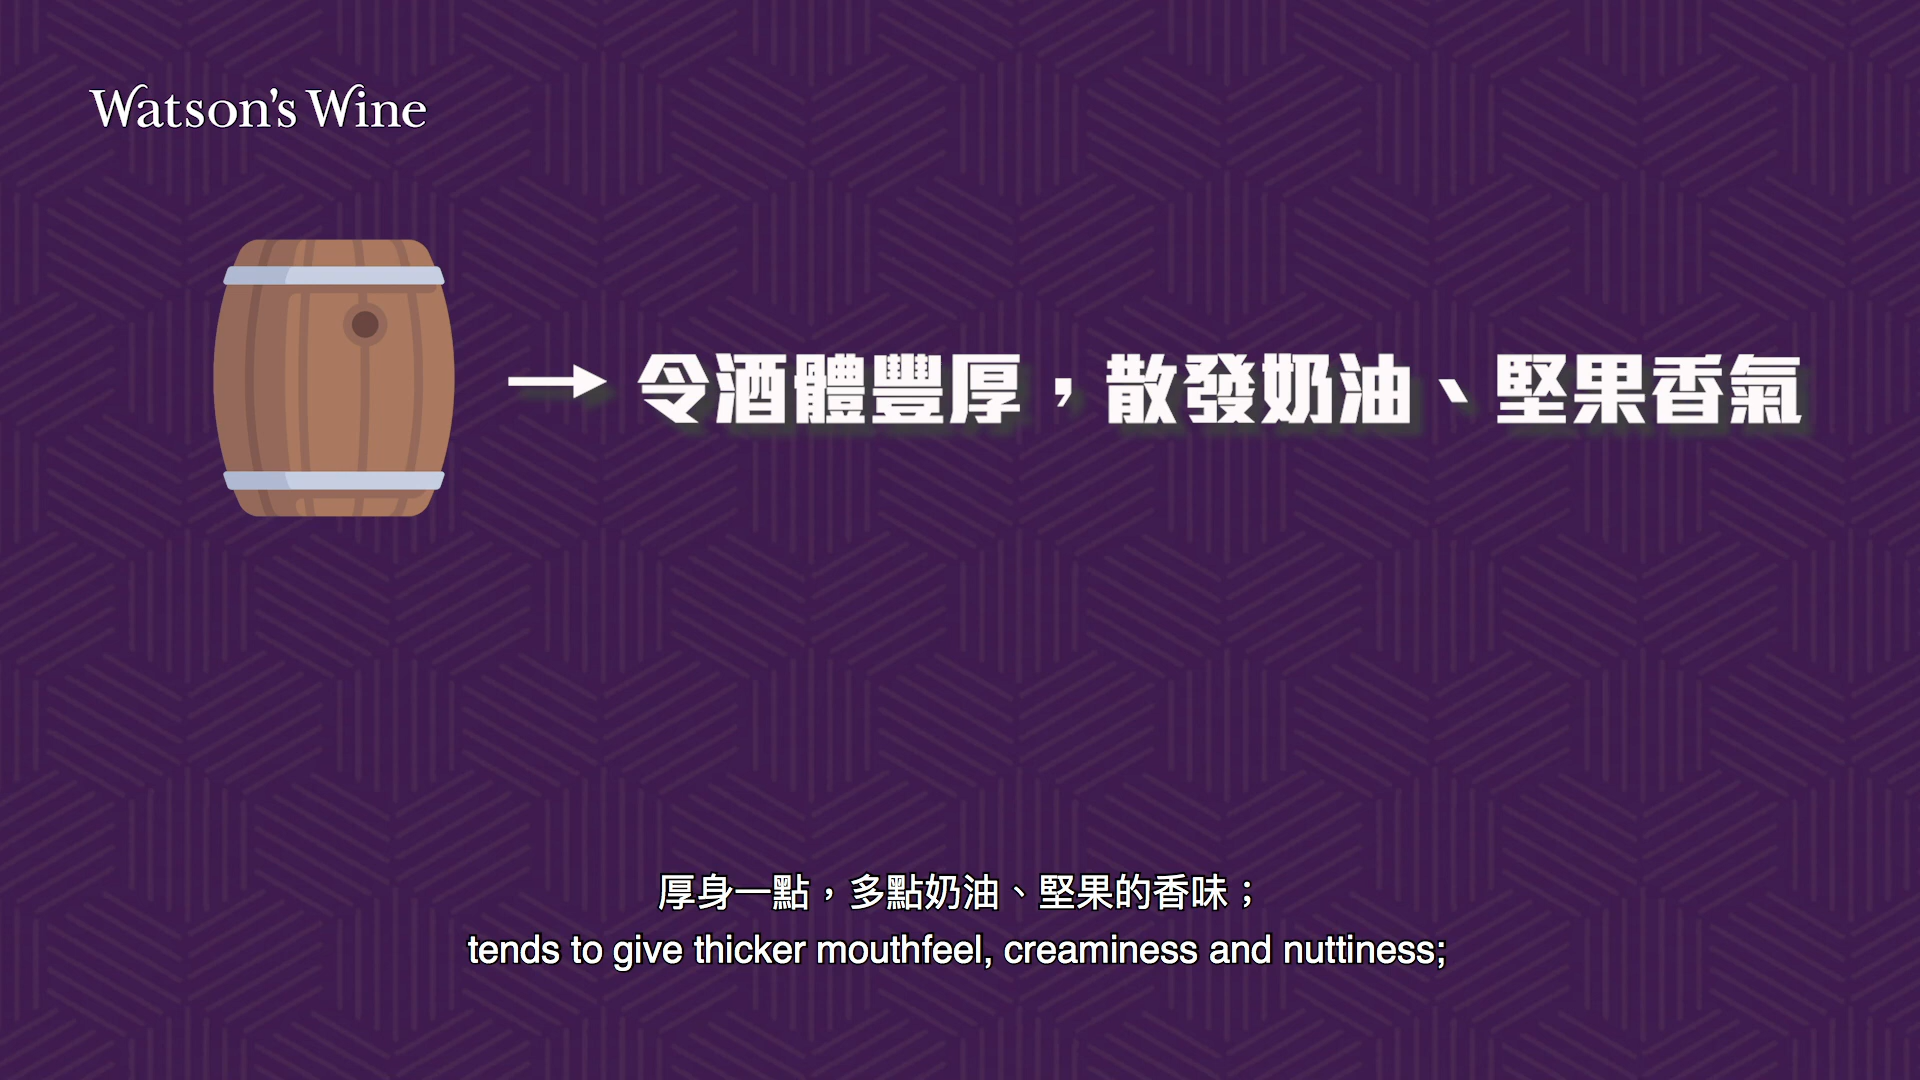 Watson's Wine
令酒體豐厚，散發奶油、堅果香氣
厚身一點，多點奶油、堅果的香味；
tends to give thicker mouthfeel, creaminess and nuttiness;